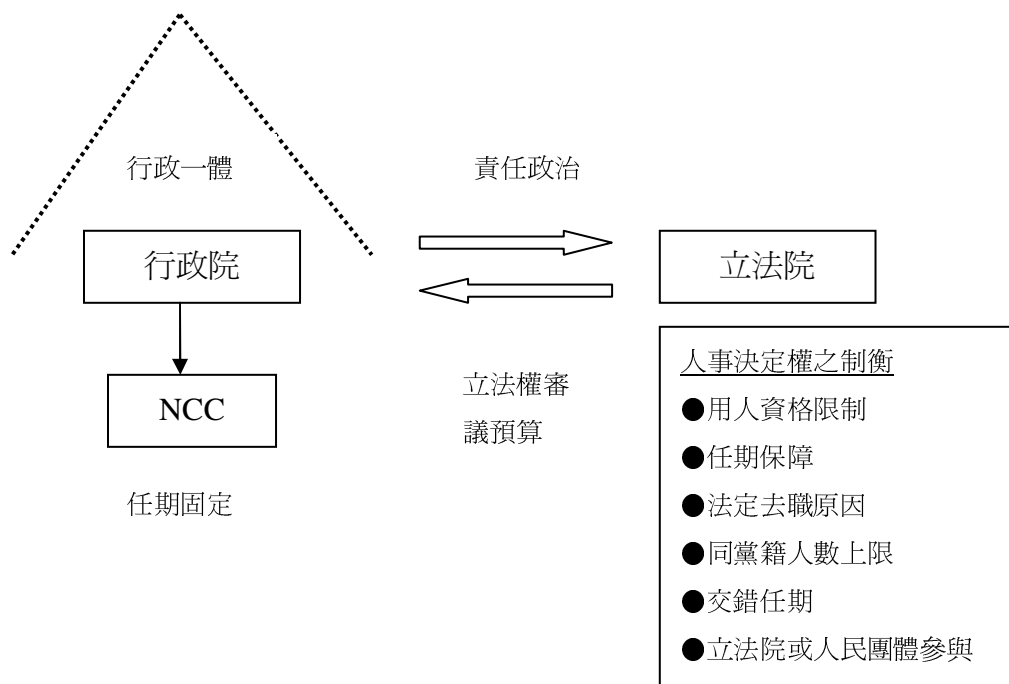 行政一體
責任政治
行政院
立法院
NCC
立法權審
議預算
任期固定
人事決定權之制衡
●用人資格限制
●任期保障
●法定去職原因
●同黨籍人數上限
●交錯任期
●立法院或人民團體參與